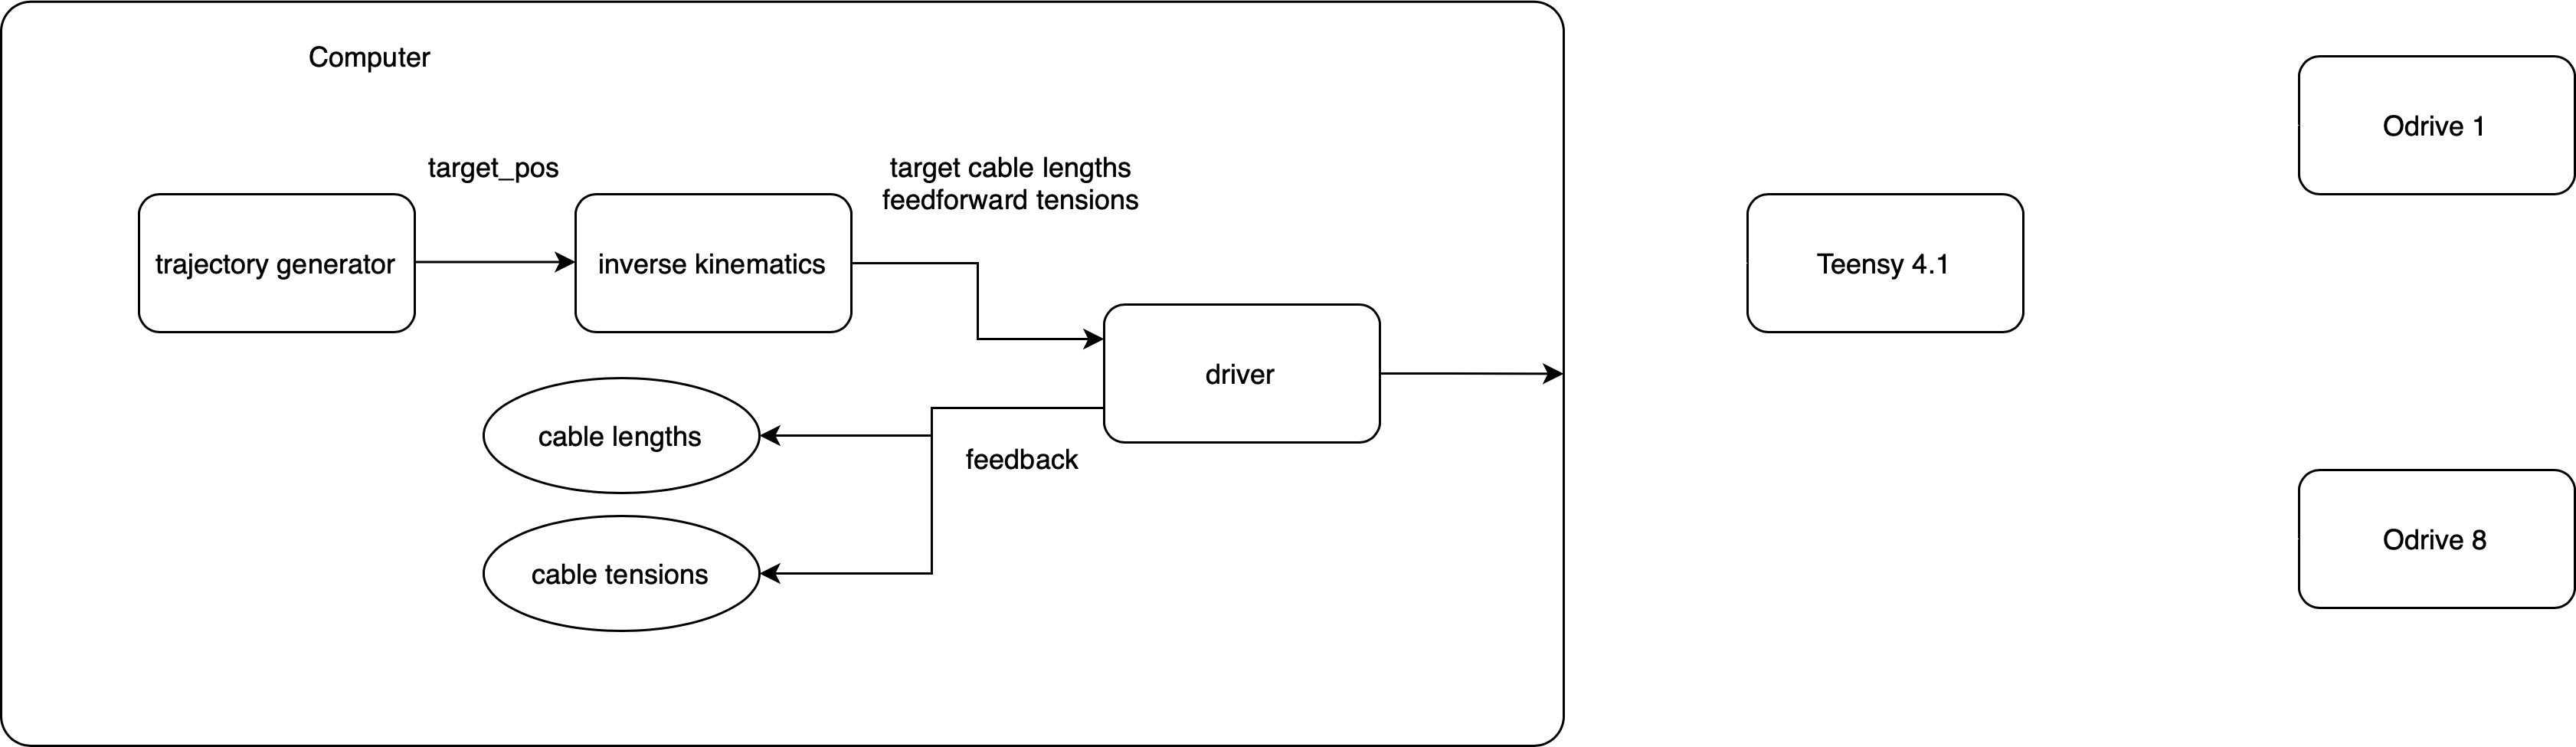 Computer
Odrive 1
target_pos
target cable lengths
feedforward tensions
trajectory generator
inverse kinematics
Teensy 4.1
driver
cable lengths
feedback
cable tensions
Odrive 8